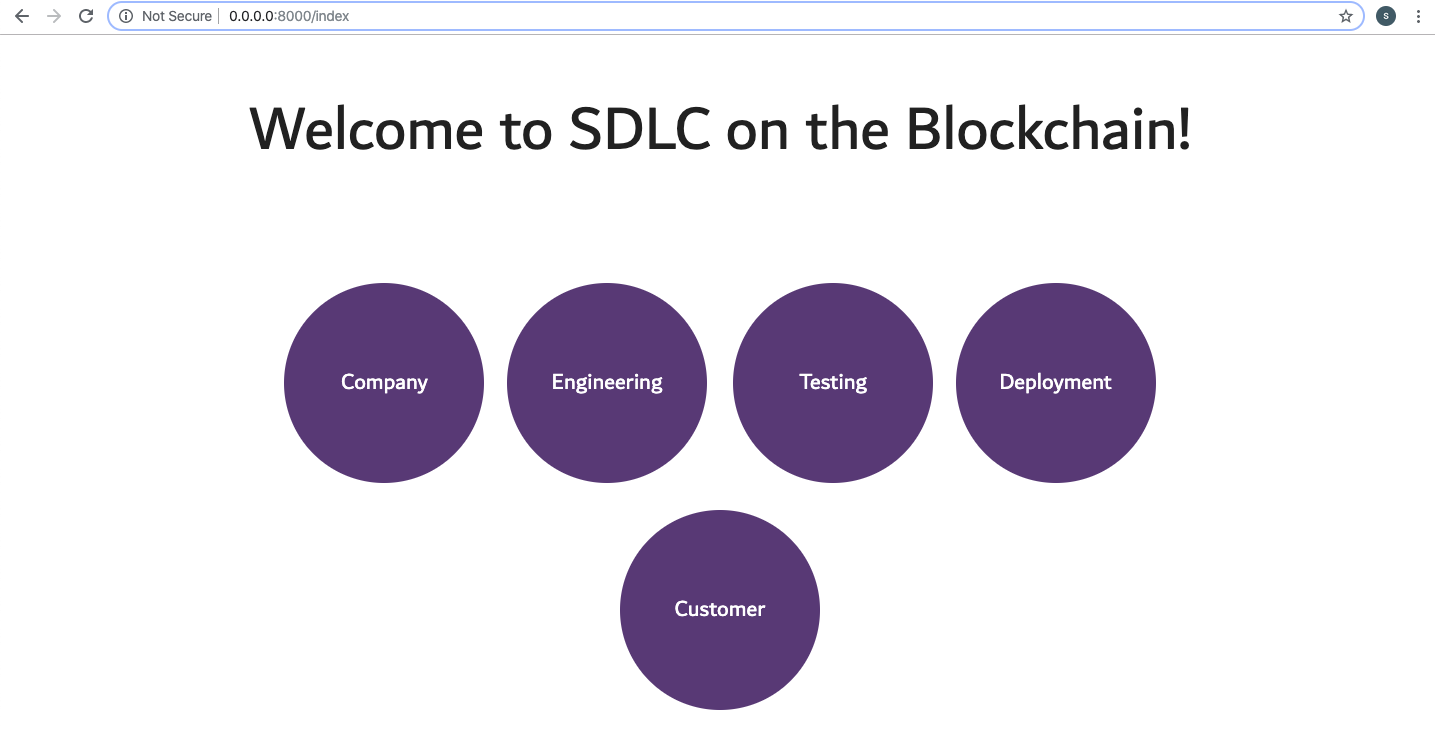 Not Secure 0.0.0.0:8000/index
S
Welcome to SDLC on the Blockchain!
Company Engineering Testing Deployment
Customer